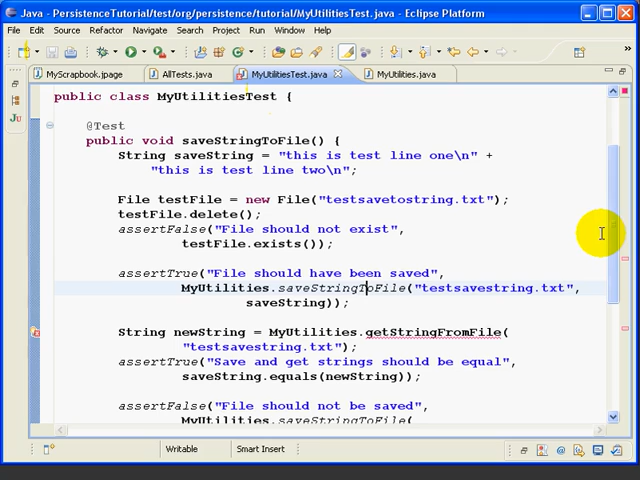 Java - PersistenceTutorial/test/org/persistence/tutorial/MyUtilitiesTest.java - Eclipse Platform
File Edit Source Refactor Navigate Search Project Run Window Help
MyScrapbook.jpage AllTests.java MyUtilitiesTest.java MyUtilities.java
public class MyUtilitiesTest {
@Test
public void saveStringToFile() {
String saveString = "this is test line one\n" +
"this is test line two\n";
File testFile = new File("testsavetostring.txt");
testFile.delete();
assertFalse("File should not exist",
testFile.exists());
assertTrue("File should have been saved",
MyUtilities.saveStringToFile("testsavestring.txt",
saveString));
String newString = MyUtilities.getStringFromFile(
"testsavestring.txt");
assertTrue("Save and get strings should be equal",
saveString.equals(newString));
assertFalse("File should not be saved",
MyUtilities.saveStringToFile(
Writable Smart Insert